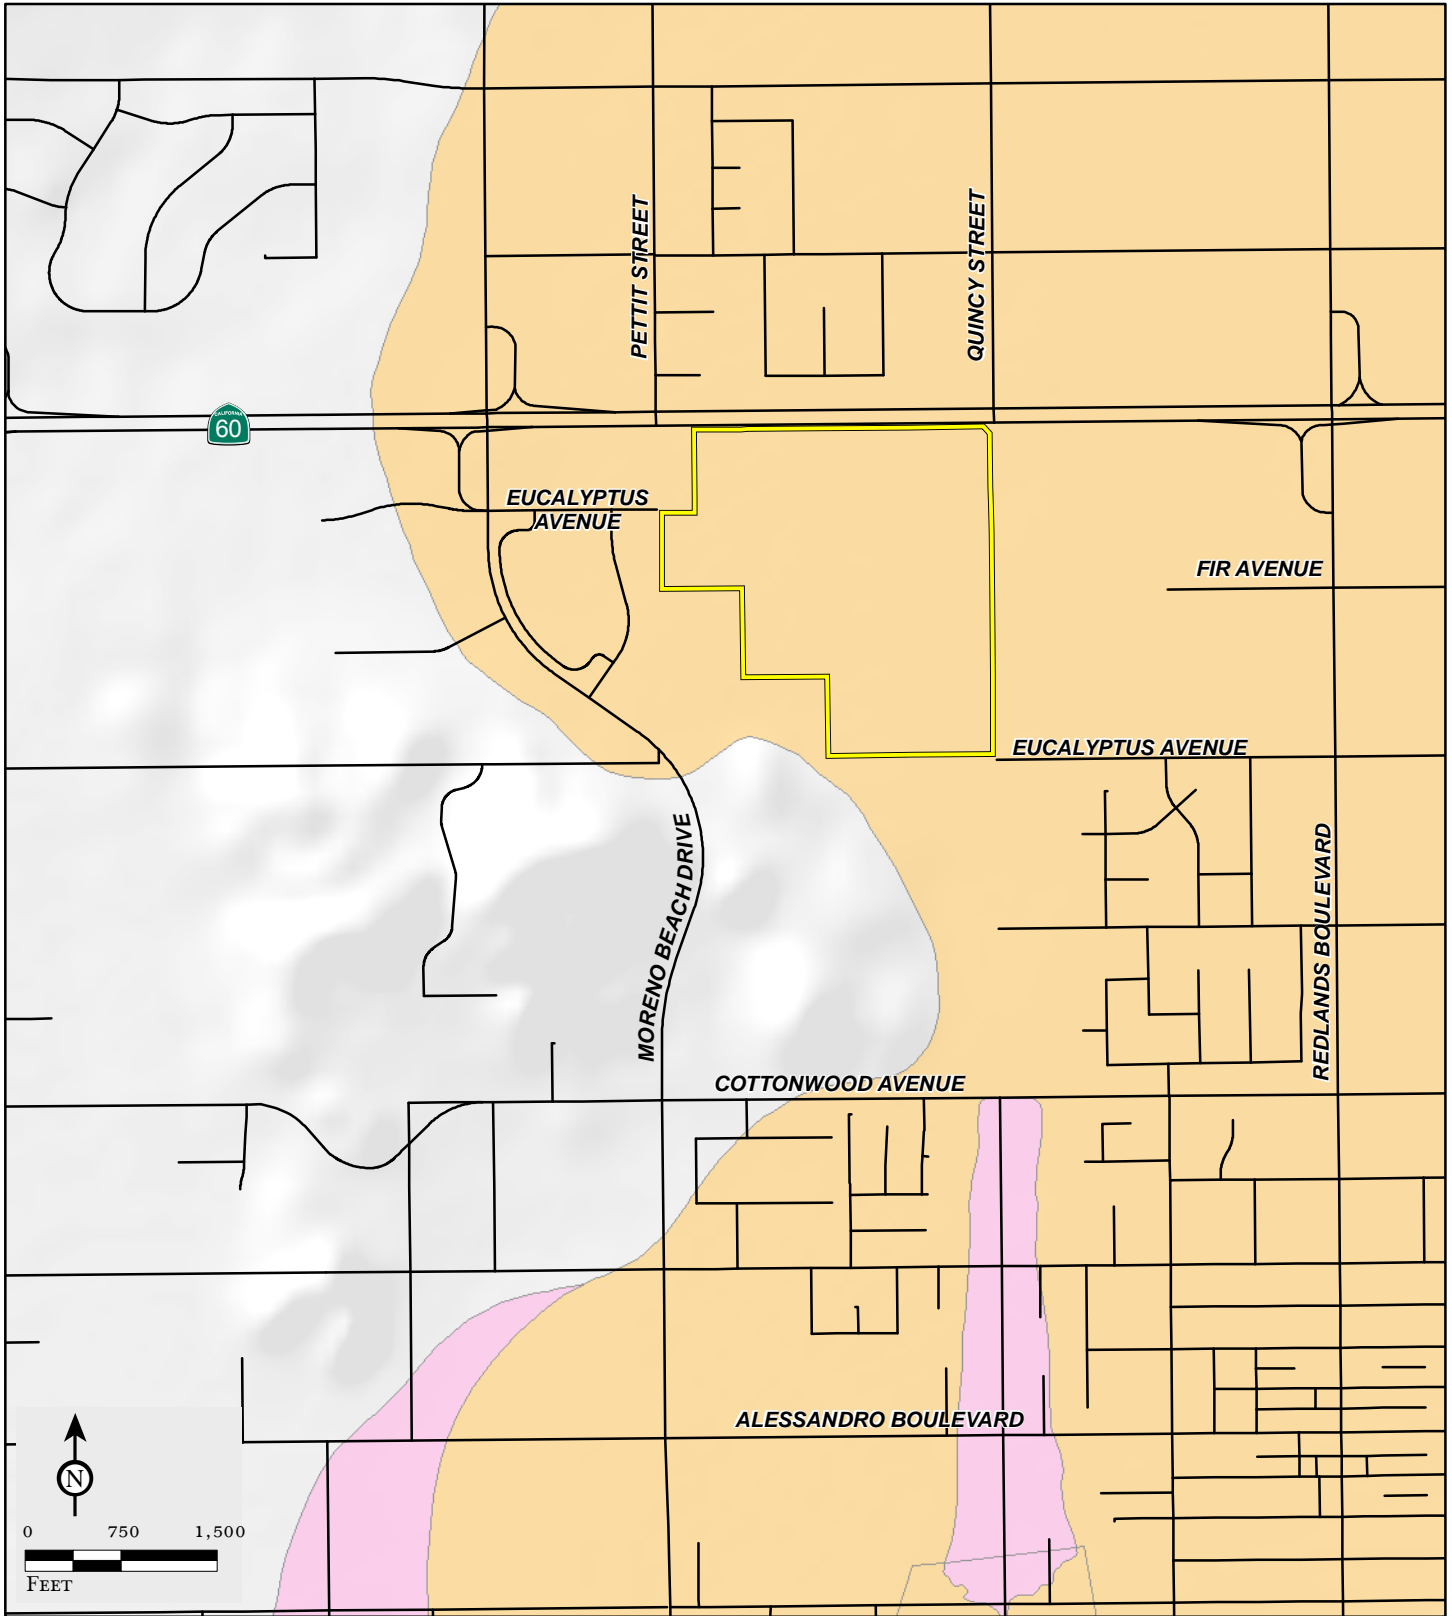 PETTIT STREET
QUINCY STREET
CALIFORNIA
60
EUCALYPTUS
AVENUE
FIR AVENUE
EUCALYPTUS AVENUE
MORENO BEACH DRIVE
REDLANDS BOULEVARD
COTTONWOOD AVENUE
ALESSANDRO BOULEVARD
N
0 750 1,500
FEET